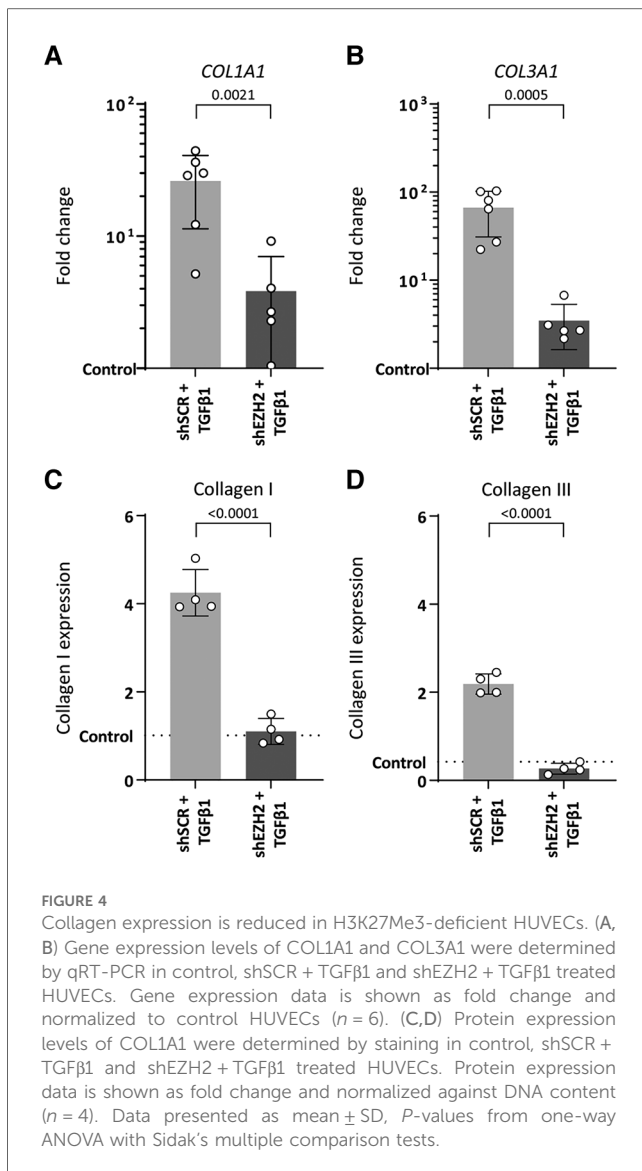 A
COL1A1
0.0021
10²
10¹
Control
Fold change
shSCR +
TGFβ1
shEZH2 +
TGFβ1
B
COL3A1
0.0005
10³
10²
10¹
Control
Fold change
shSCR +
TGFβ1
shEZH2 +
TGFβ1
C
Collagen I
<0.0001
6
4
2
Control
0
Collagen I expression
shSCR +
TGFβ1
shEZH2 +
TGFβ1
D
Collagen III
<0.0001
6
4
2
Control
0
Collagen III expression
shSCR +
TGFβ1
shEZH2 +
TGFβ1
FIGURE 4
Collagen expression is reduced in H3K27Me3-deficient HUVECs. (A,
B) Gene expression levels of COL1A1 and COL3A1 were determined
by qRT-PCR in control, shSCR + TGFβ1 and shEZH2 + TGFβ1 treated
HUVECs. Gene expression data is shown as fold change and
normalized to control HUVECs (n = 6). (C,D) Protein expression
levels of COL1A1 were determined by staining in control, shSCR +
TGFβ1 and shEZH2 + TGFβ1 treated HUVECs. Protein expression
data is shown as fold change and normalized against DNA content
(n = 4). Data presented as mean ± SD, P-values from one-way
ANOVA with Sidak's multiple comparison tests.